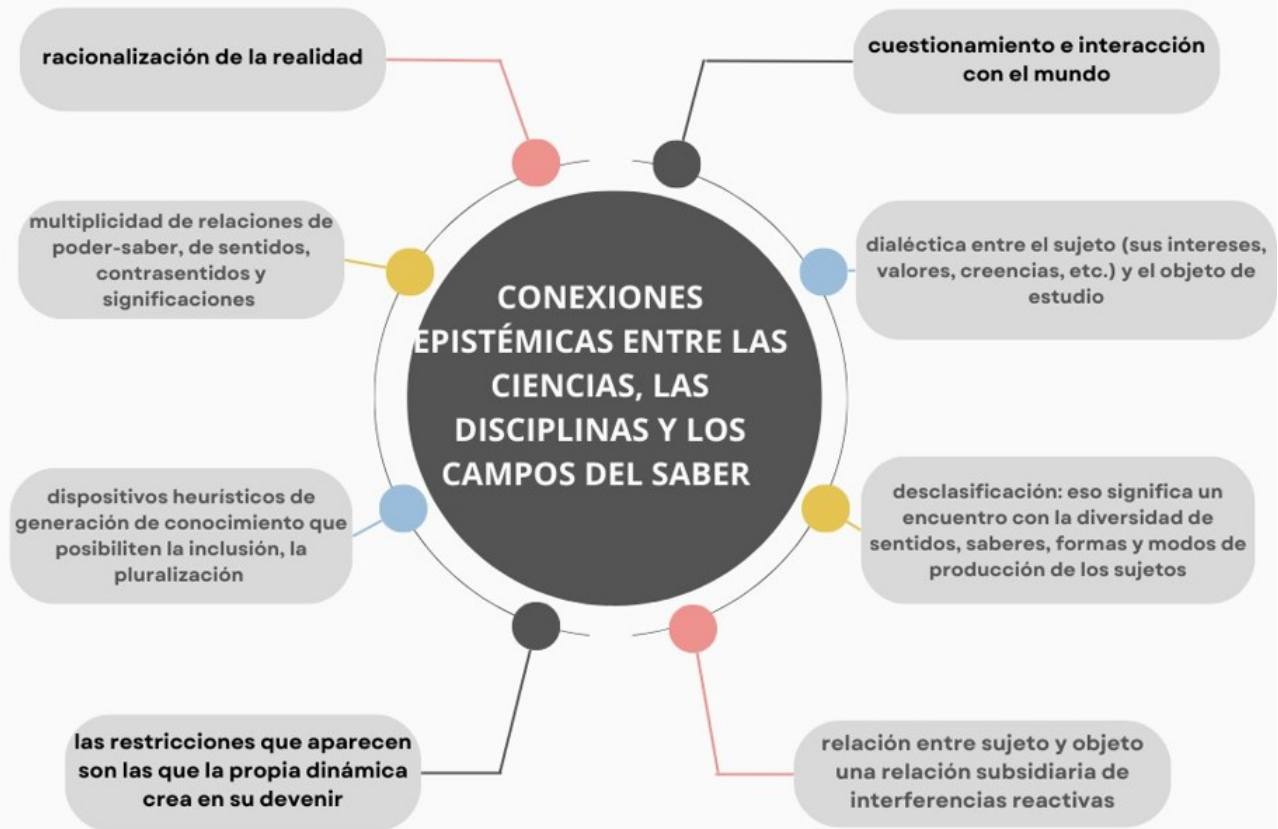 racionalización de la realidad
cuestionamiento e interacción
con el mundo
multiplicidad de relaciones de
poder-saber, de sentidos,
contrasentidos y
significaciones
dialéctica entre el sujeto (sus intereses,
valores, creencias, etc.) y el objeto de
estudio
CONEXIONES
EPISTÉMICAS ENTRE LAS
CIENCIAS, LAS
DISCIPLINAS Y LOS
CAMPOS DEL SABER
dispositivos heurísticos de
generación de conocimiento que
posibiliten la inclusión, la
pluralización
desclasificación: eso significa un
encuentro con la diversidad de
sentidos, saberes, formas y modos de
producción de los sujetos
las restricciones que aparecen
son las que la propia dinámica
crea en su devenir
relación entre sujeto y objeto
una relación subsidiaria de
interferencias reactivas